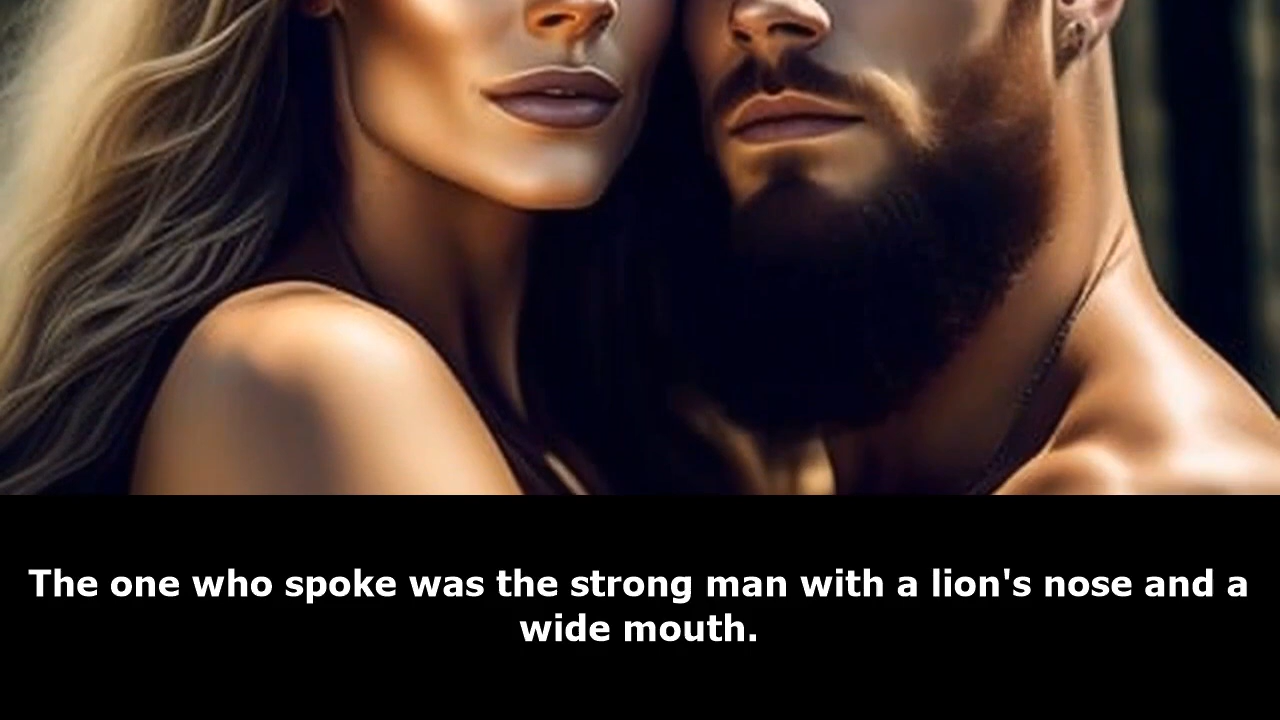 The one who spoke was the strong man with a lion's nose and a
wide mouth.